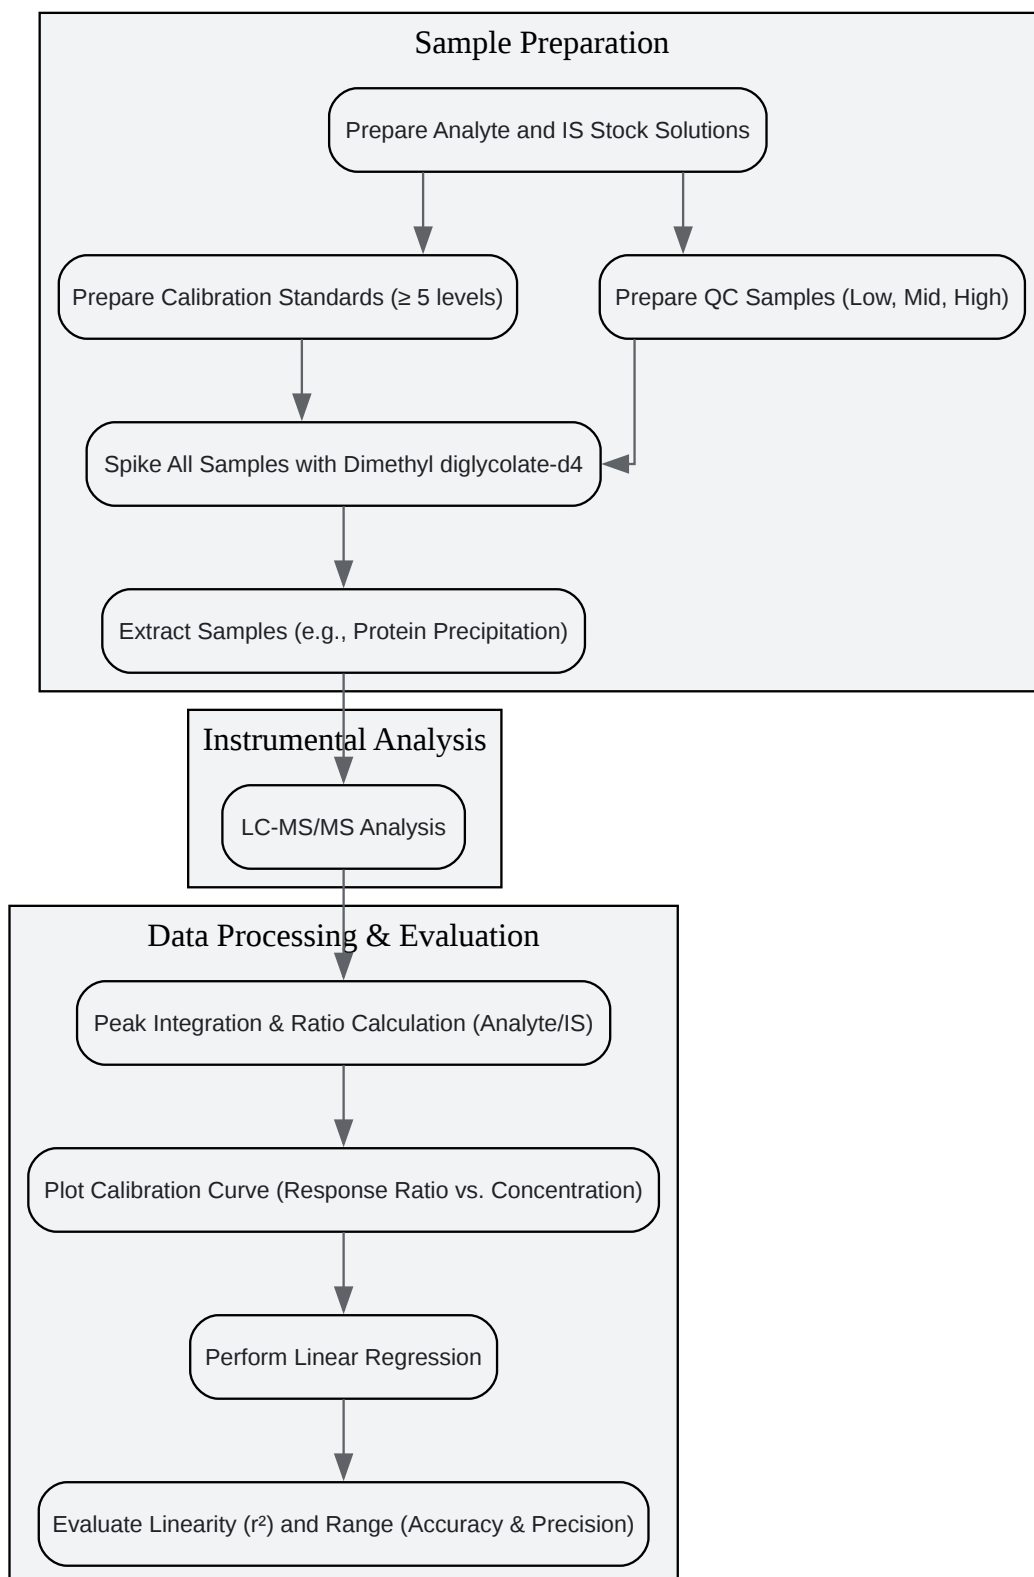 Sample Preparation
Prepare Analyte and IS Stock Solutions
Prepare Calibration Standards (≥ 5 levels)
Prepare QC Samples (Low, Mid, High)
Spike All Samples with Dimethyl diglycolate-d4
Extract Samples (e.g., Protein Precipitation)
Instrumental Analysis
LC-MS/MS Analysis
Data Processing & Evaluation
Peak Integration & Ratio Calculation (Analyte/IS)
Plot Calibration Curve (Response Ratio vs. Concentration)
Perform Linear Regression
Evaluate Linearity (r²) and Range (Accuracy & Precision)